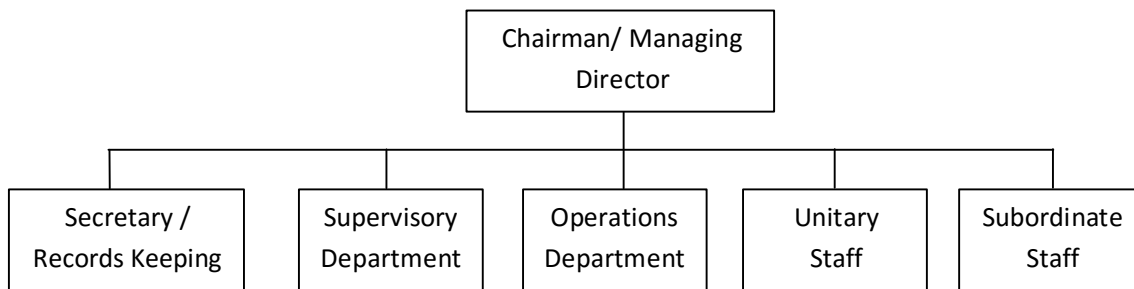 Chairman/ Managing
Director
Secretary /
Records Keeping
Supervisory
Department
Operations
Department
Unitary
Staff
Subordinate
Staff